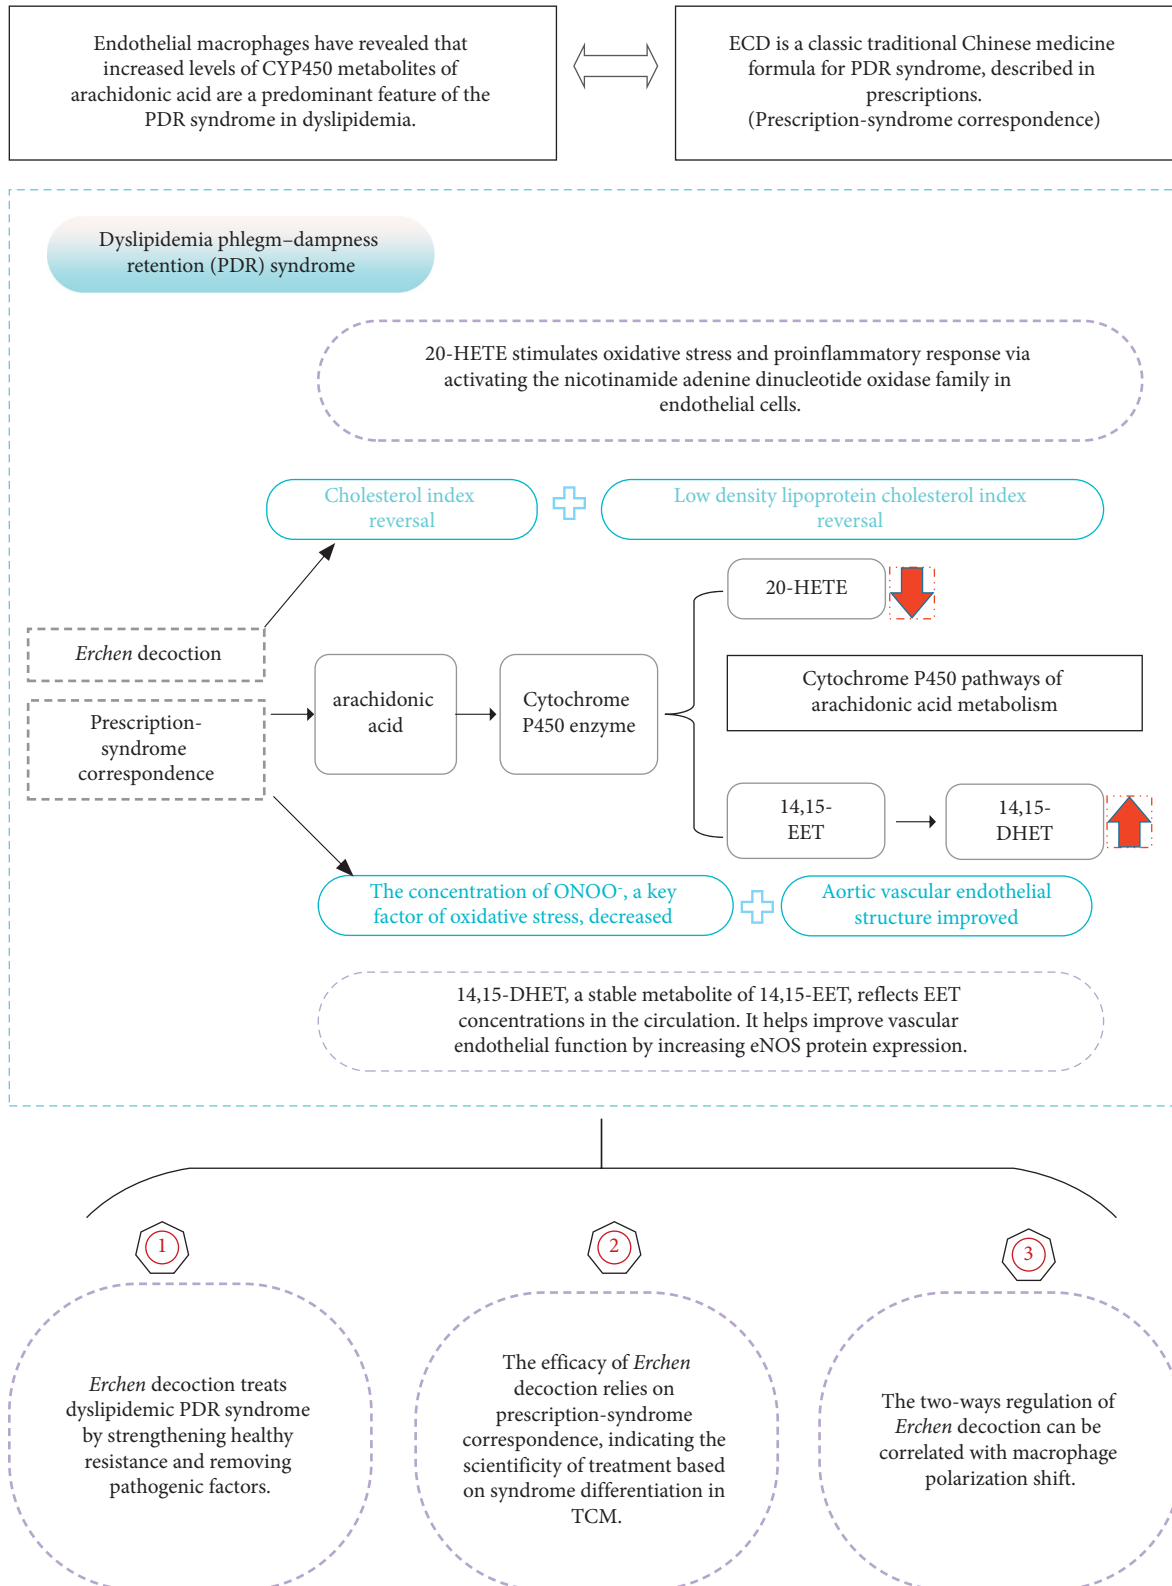 Endothelial macrophages have revealed that
increased levels of CYP450 metabolites of
arachidonic acid are a predominant feature of the
PDR syndrome in dyslipidemia.
ECD is a classic traditional Chinese medicine
formula for PDR syndrome, described in
prescriptions.
(Prescription-syndrome correspondence)
Dyslipidemia phlegm–dampness
retention (PDR) syndrome
20-HETE stimulates oxidative stress and proinflammatory response via
activating the nicotinamide adenine dinucleotide oxidase family in
endothelial cells.
Cholesterol index
reversal
Low density lipoprotein cholesterol index
reversal
20-HETE
Erchen decoction
Prescription-
syndrome
correspondence
arachidonic
acid
Cytochrome
P450 enzyme
Cytochrome P450 pathways of
arachidonic acid metabolism
14,15-
EET
14,15-
DHET
The concentration of ONOO⁻, a key
factor of oxidative stress, decreased
Aortic vascular endothelial
structure improved
14,15-DHET, a stable metabolite of 14,15-EET, reflects EET
concentrations in the circulation. It helps improve vascular
endothelial function by increasing eNOS protein expression.
1
2
3
Erchen decoction treats
dyslipidemic PDR syndrome
by strengthening healthy
resistance and removing
pathogenic factors.
The efficacy of Erchen
decoction relies on
prescription-syndrome
correspondence, indicating the
scientificity of treatment based
on syndrome differentiation in
TCM.
The two-ways regulation of
Erchen decoction can be
correlated with macrophage
polarization shift.